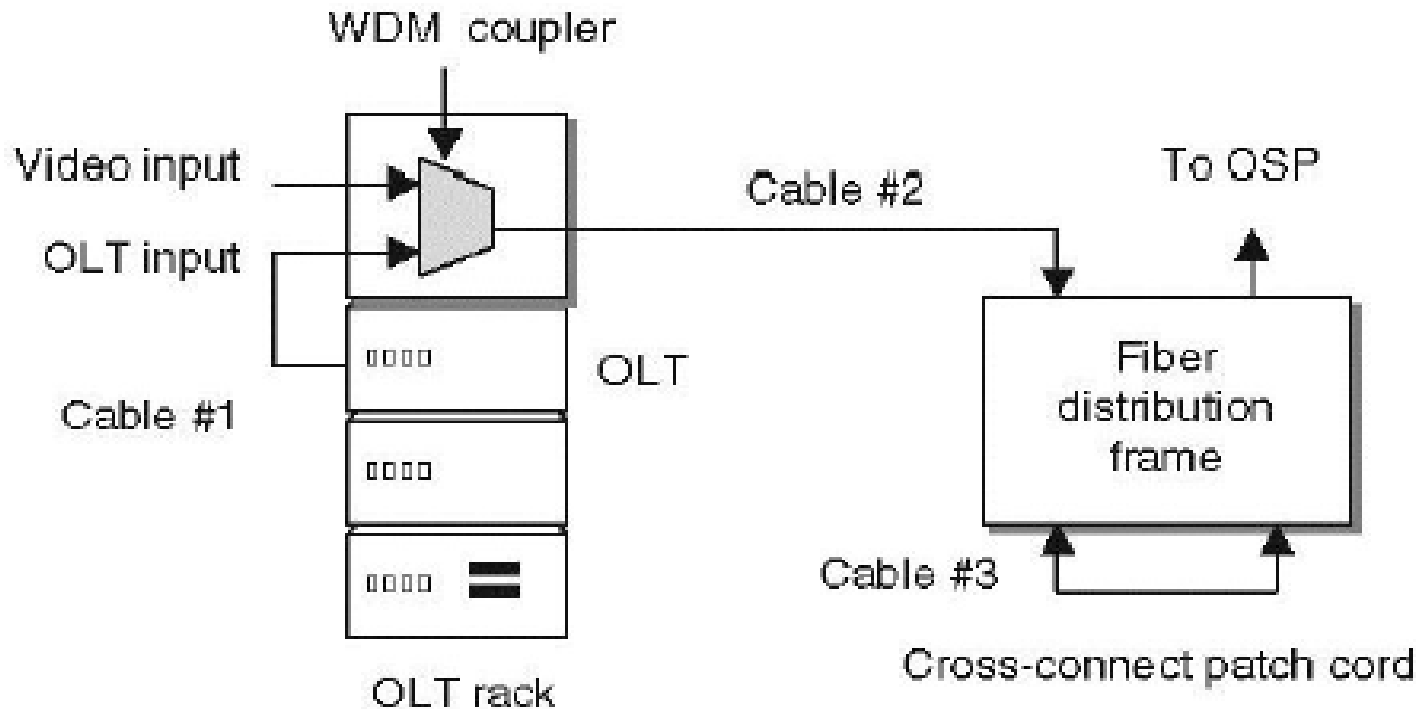 WDM coupler
Video input
To OSP
Cable #2
OLT input
OLT
Fiber
distribution
frame
Cable #1
Cable #3
Cross-connect patch cord
OLT rack